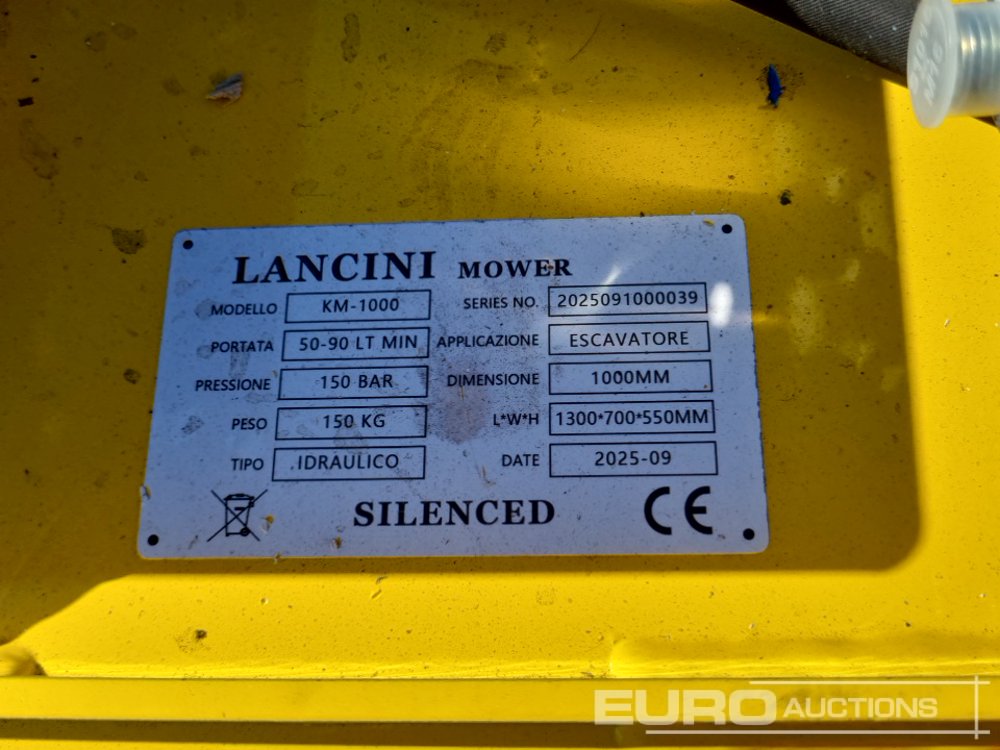 LANCINI MOWER
MODELLO KM-1000 SERIES NO. 2025091000039
PORTATA 50-90 LT MIN APPLICAZIONE ESCAVATORE
PRESSIONE 150 BAR DIMENSIONE 1000MM
PESO 150 KG L*W*H 1300*700*550MM
TIPO IDRAULICO DATE 2025-09
SILENCED CE
EURO AUCTIONS